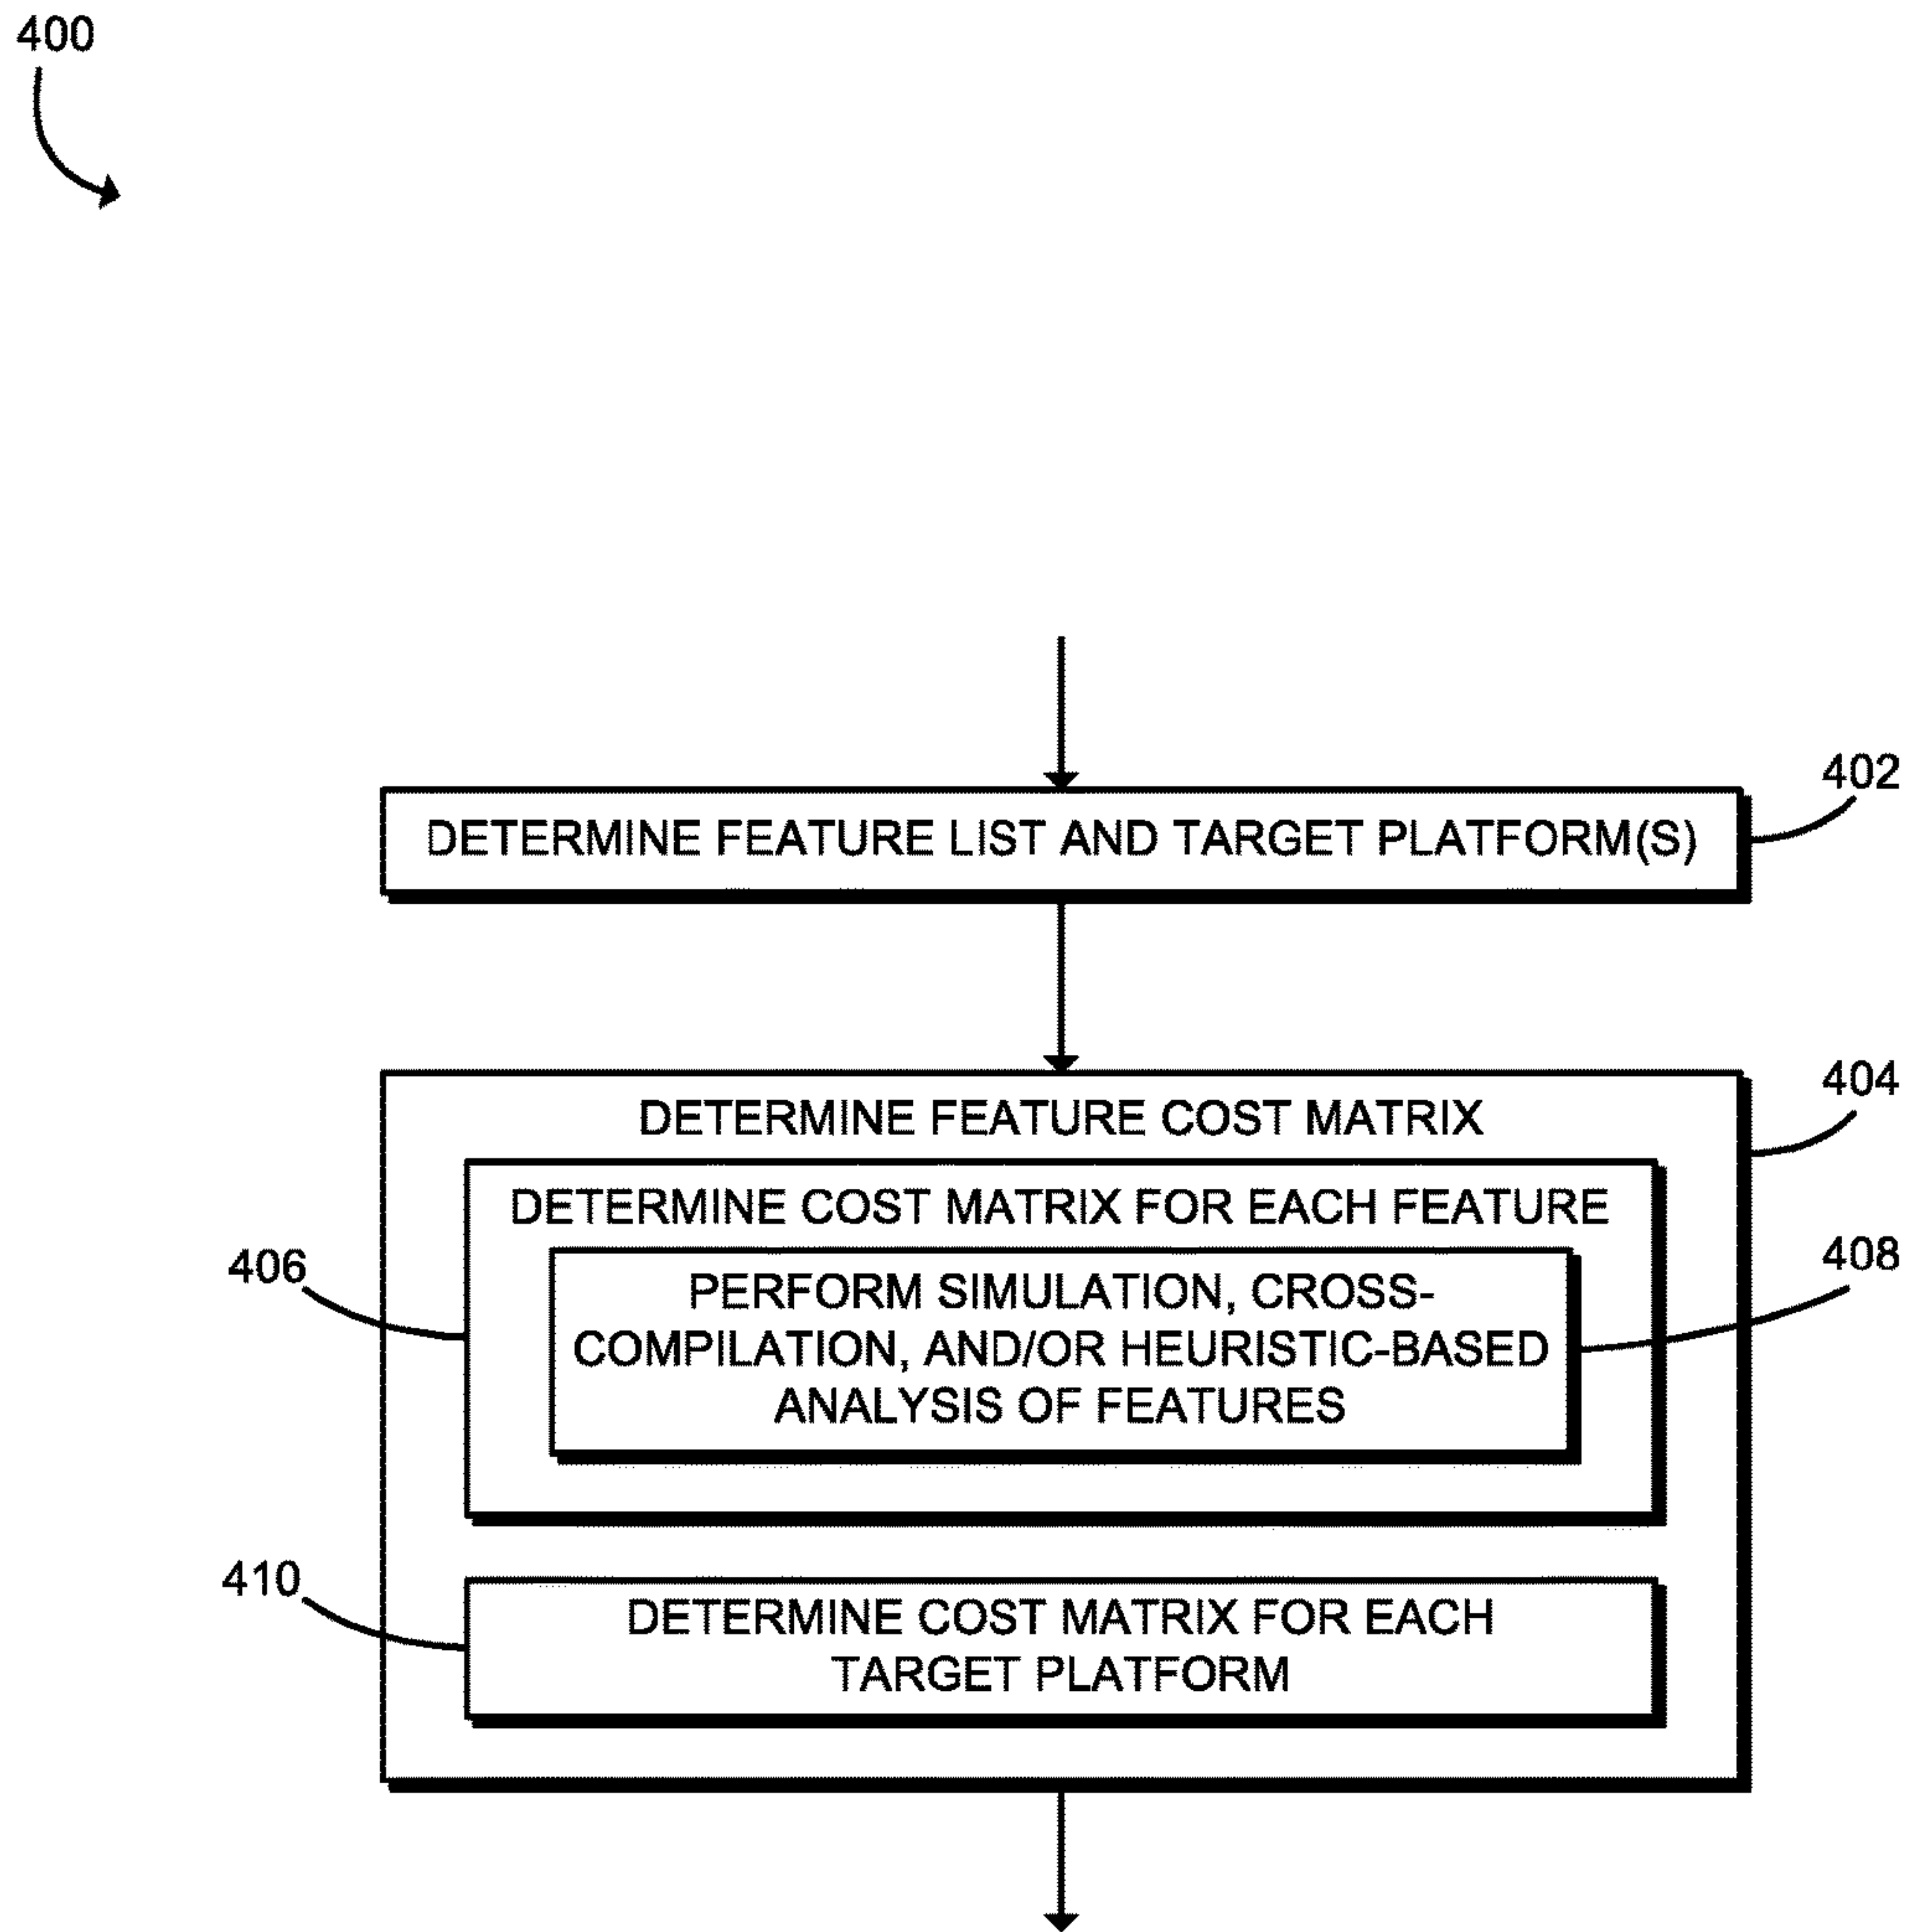 400
402
DETERMINE FEATURE LIST AND TARGET PLATFORM(S)
404
DETERMINE FEATURE COST MATRIX
DETERMINE COST MATRIX FOR EACH FEATURE
406
408
PERFORM SIMULATION, CROSS-
COMPILATION, AND/OR HEURISTIC-BASED
ANALYSIS OF FEATURES
410
DETERMINE COST MATRIX FOR EACH
TARGET PLATFORM